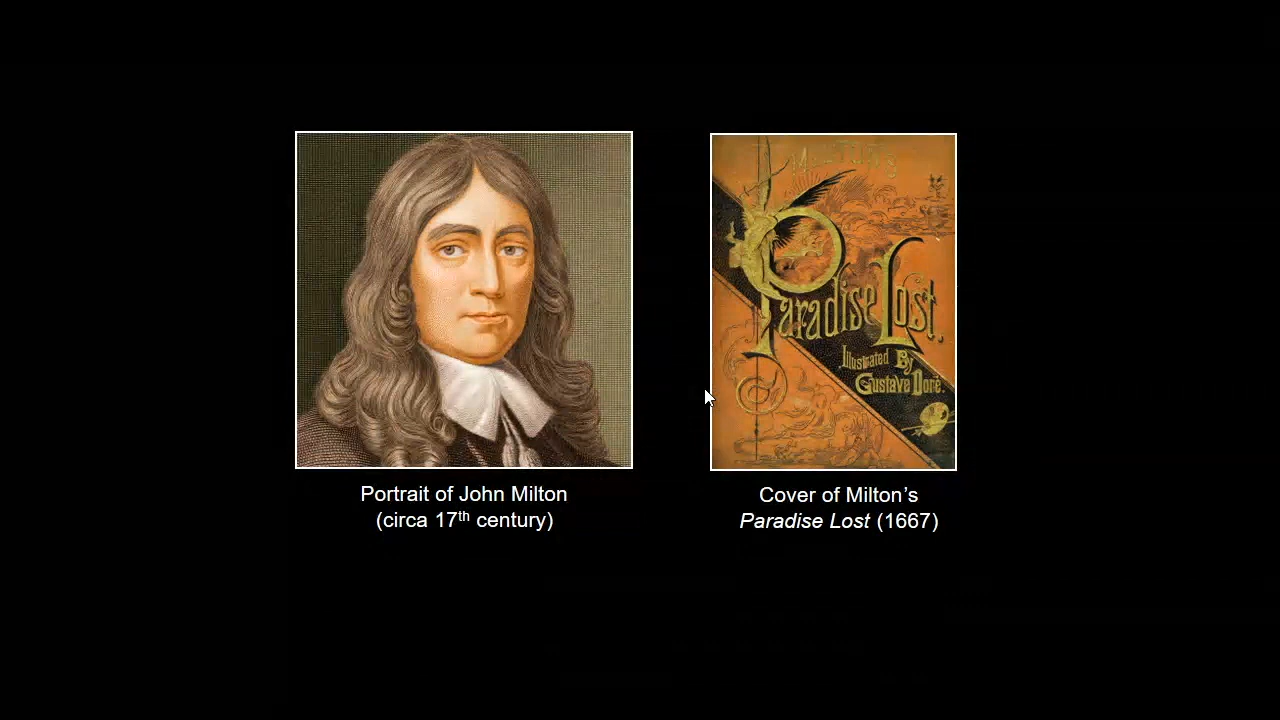 MILTON'S
Paradise Lost.
Illustrated By
Gustave Doré.
Portrait of John Milton
(circa 17th century)
Cover of Milton’s
Paradise Lost (1667)